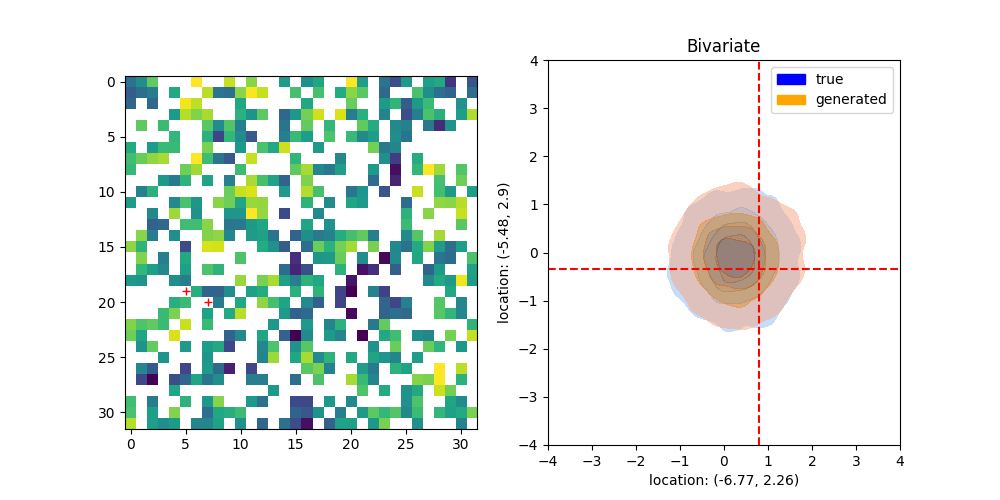 0
5
10
15
20
25
30
0 5 10 15 20 25 30
Bivariate
true
generated
4
3
2
1
0
−1
−2
−3
−4
−4 −3 −2 −1 0 1 2 3 4
location: (-5.48, 2.9)
location: (-6.77, 2.26)